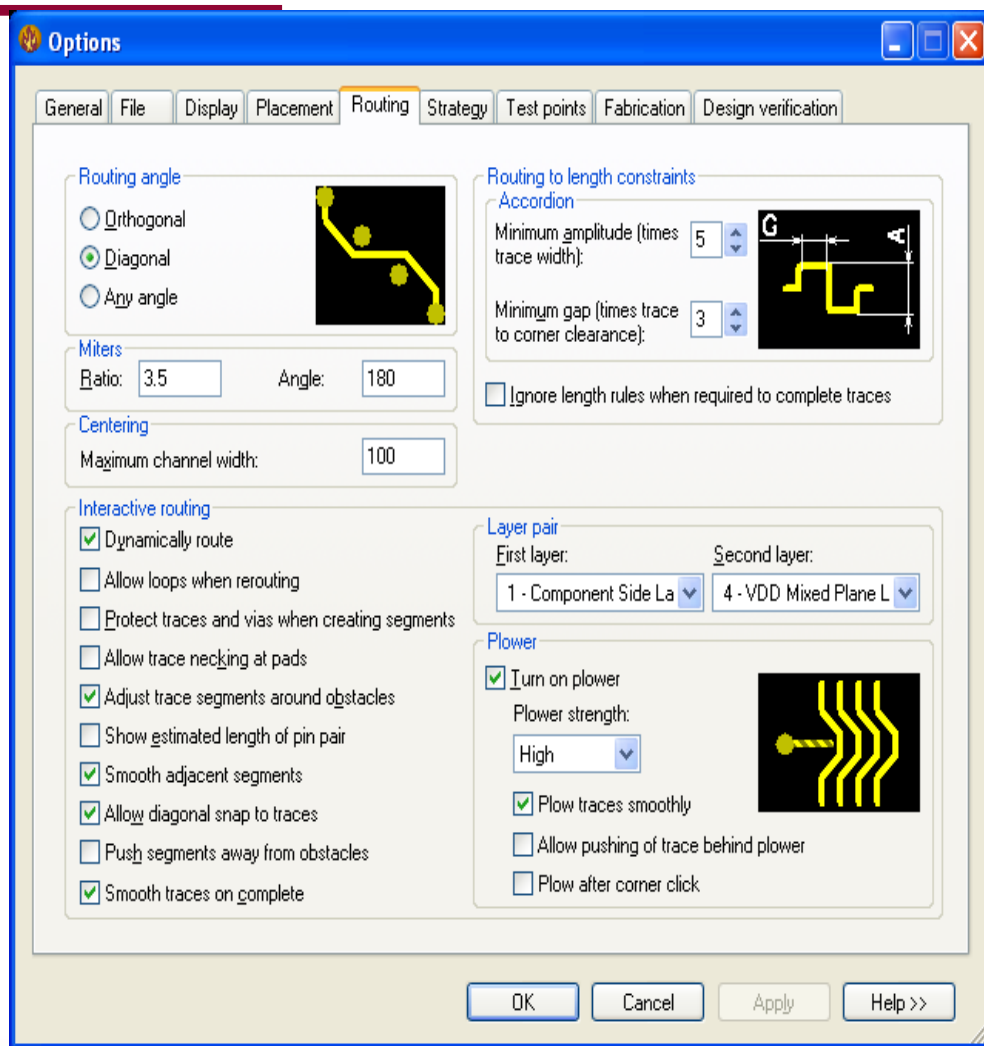 Options
General File Display Placement Routing Strategy Test points Fabrication Design verification
Routing angle
Orthogonal
Diagonal
Any angle
Miters
Ratio: 3.5 Angle: 180
Centering
Maximum channel width: 100
Routing to length constraints
Accordion
Minimum amplitude (times
trace width): 5
Minimum gap (times trace
to corner clearance): 3
G
A
Ignore length rules when required to complete traces
Interactive routing
Dynamically route
Allow loops when rerouting
Protect traces and vias when creating segments
Allow trace necking at pads
Adjust trace segments around obstacles
Show estimated length of pin pair
Smooth adjacent segments
Allow diagonal snap to traces
Push segments away from obstacles
Smooth traces on complete
Layer pair
First layer: Second layer:
1 - Component Side La 4 - VDD Mixed Plane L
Plower
Turn on plower
Plower strength:
High
Plow traces smoothly
Allow pushing of trace behind plower
Plow after corner click
OK Cancel Apply Help >>